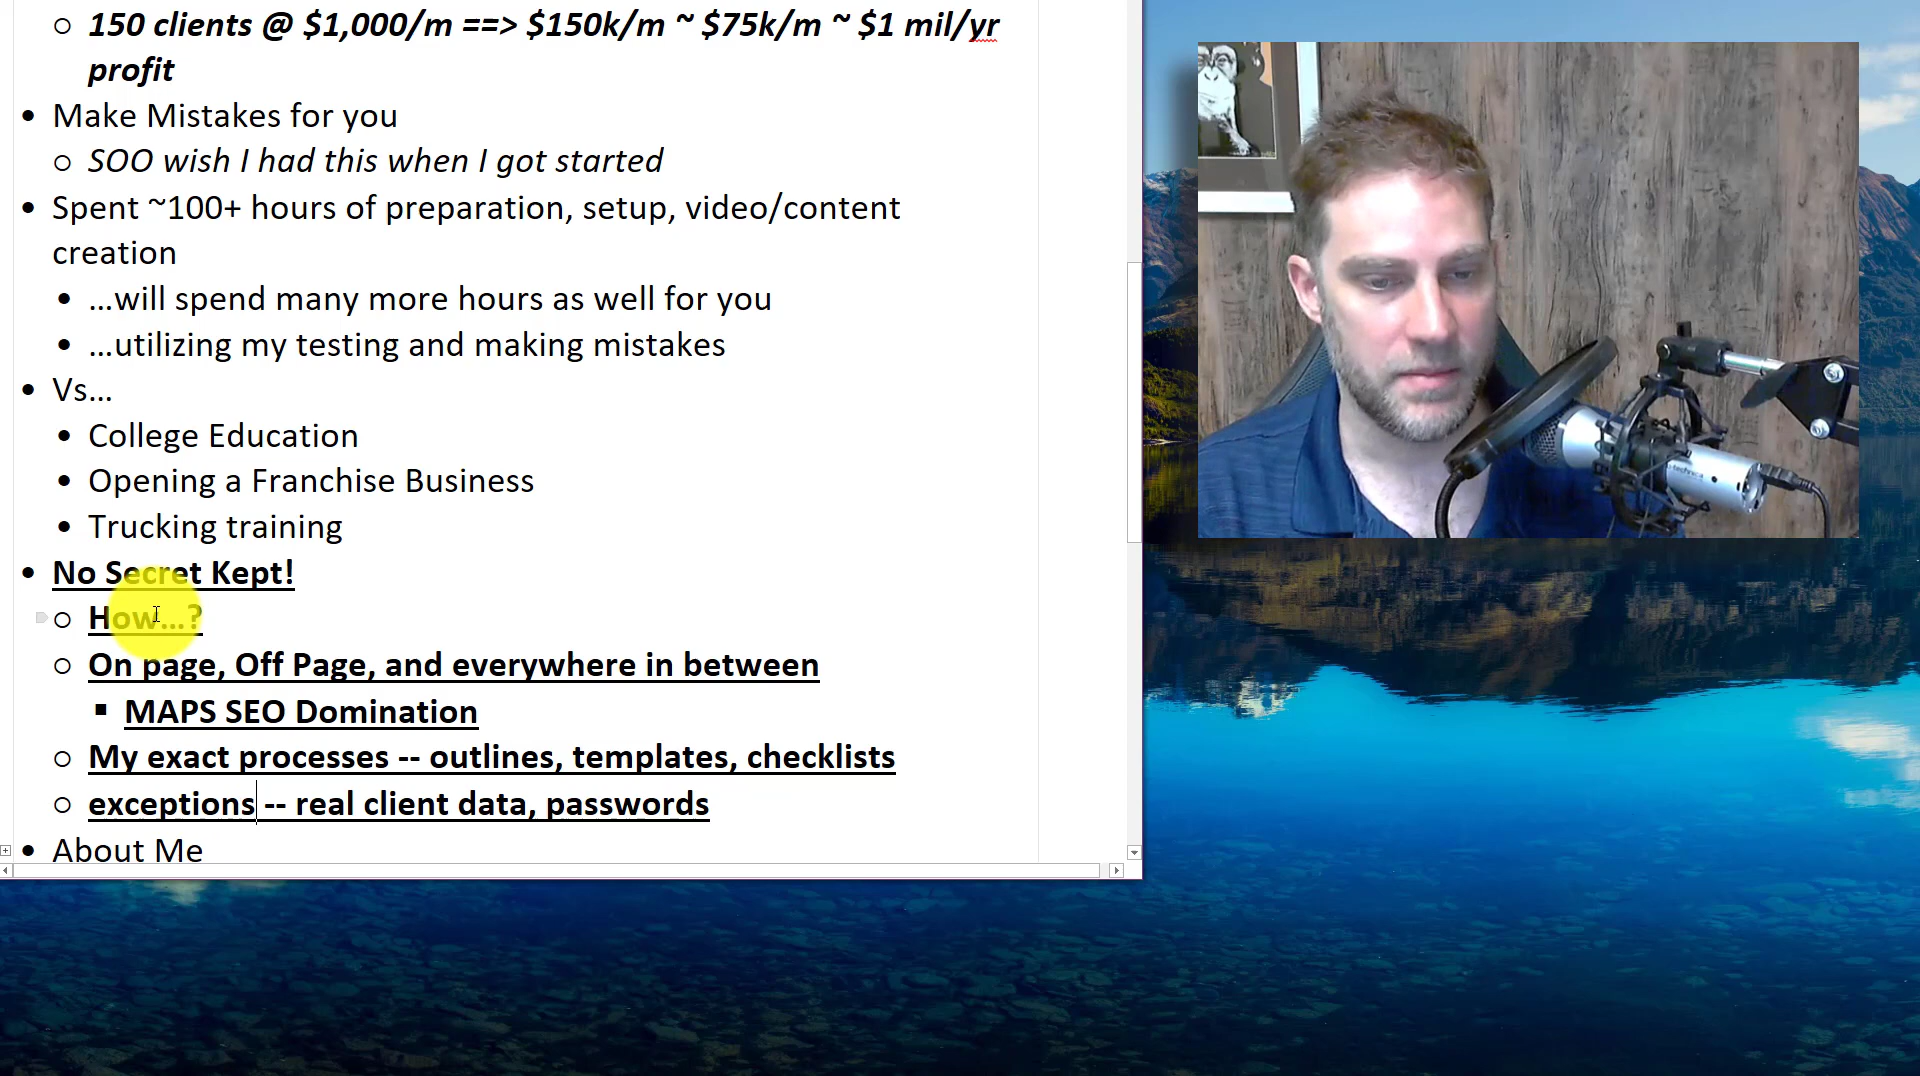 150 clients @ $1,000/m ==> $150k/m ~ $75k/m ~ $1 mil/yr
profit
Make Mistakes for you
SOO wish I had this when I got started
Spent ~100+ hours of preparation, setup, video/content
creation
...will spend many more hours as well for you
...utilizing my testing and making mistakes
Vs...
College Education
Opening a Franchise Business
Trucking training
No Secret Kept!
How...?
On page, Off Page, and everywhere in between
MAPS SEO Domination
My exact processes -- outlines, templates, checklists
exceptions -- real client data, passwords
About Me